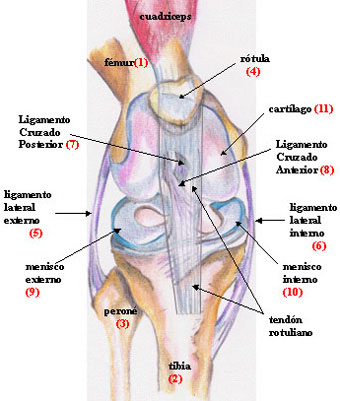 cuadriceps
fémur(1)
rótula
(4)
cartílago (11)
Ligamento
Cruzado
Posterior (7)
Ligamento
Cruzado
Anterior (8)
ligamento
lateral
externo
(5)
ligamento
lateral
interno
(6)
menisco
externo
(9)
menisco
interno
(10)
peroné
(3)
tendón
rotuliano
tibia
(2)